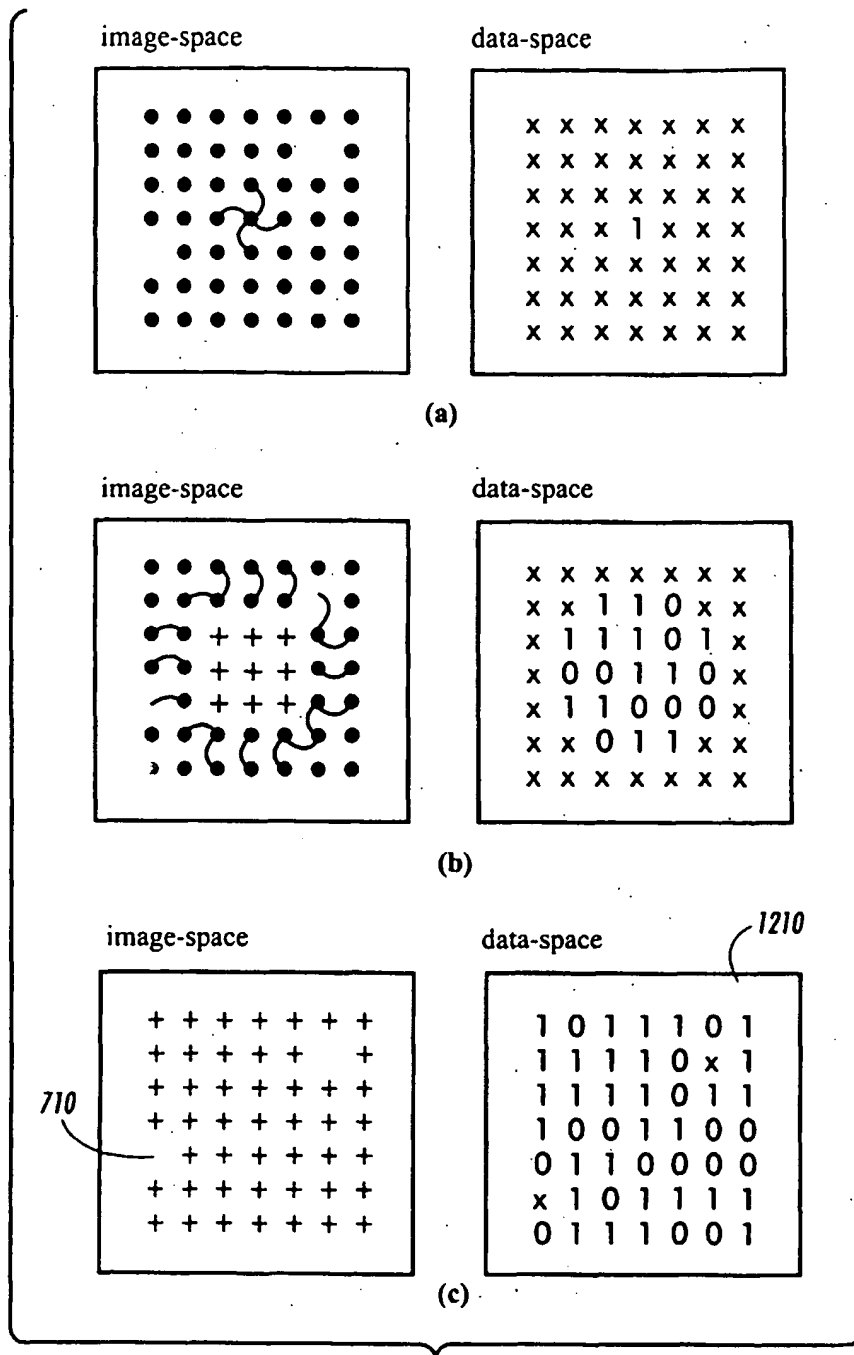 image-space data-space
x x x x x x x
x x x x x x x
x x x x x x x
x x x 1 x x x
x x x x x x x
x x x x x x x
x x x x x x x
(a)
image-space data-space
x x x x x x x
x x 1 1 0 x x
x 1 1 1 0 1 x
+ + +
x 0 0 1 1 0 x
+ + +
x 1 1 0 0 0 x
+ + +
x x 0 1 1 x x
x x x x x x x
(b)
1210
image-space data-space
+ + + + + + + 1 0 1 1 1 0 1
+ + + + + + 1 1 1 1 0 x 1
+ + + + + + + 1 1 1 1 0 1 1
710
+ + + + + + + 1 0 0 1 1 0 0
+ + + + + + 0 1 1 0 0 0 0
+ + + + + + + x 1 0 1 1 1 1
+ + + + + + + 0 1 1 1 0 0 1
(c)